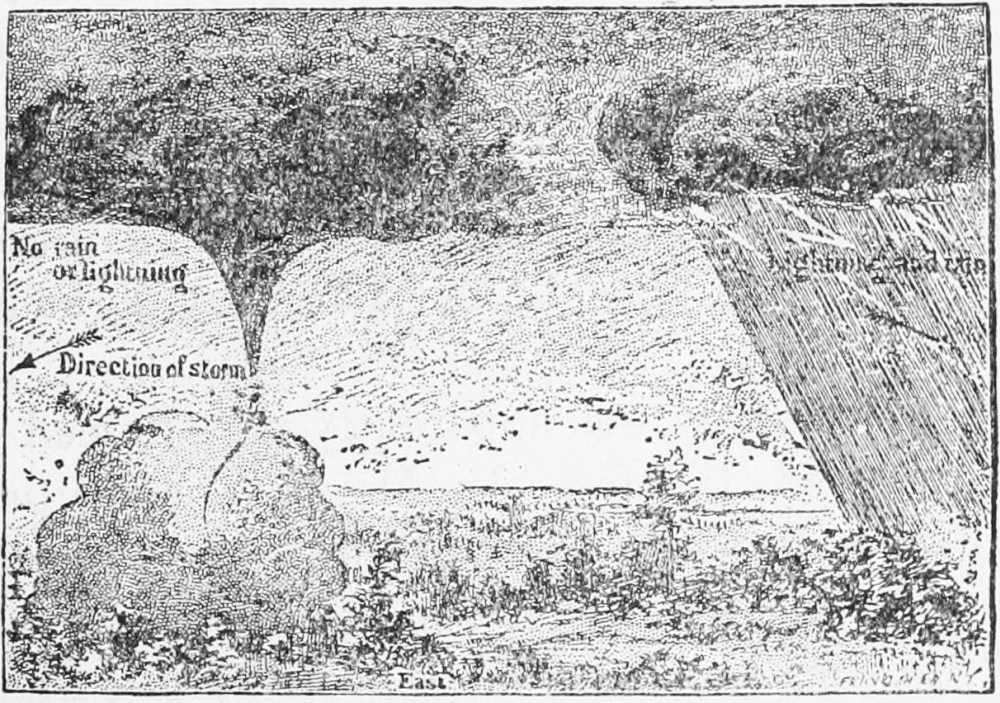 No rain
or lightning
Lightning and rain
Direction of storm
East